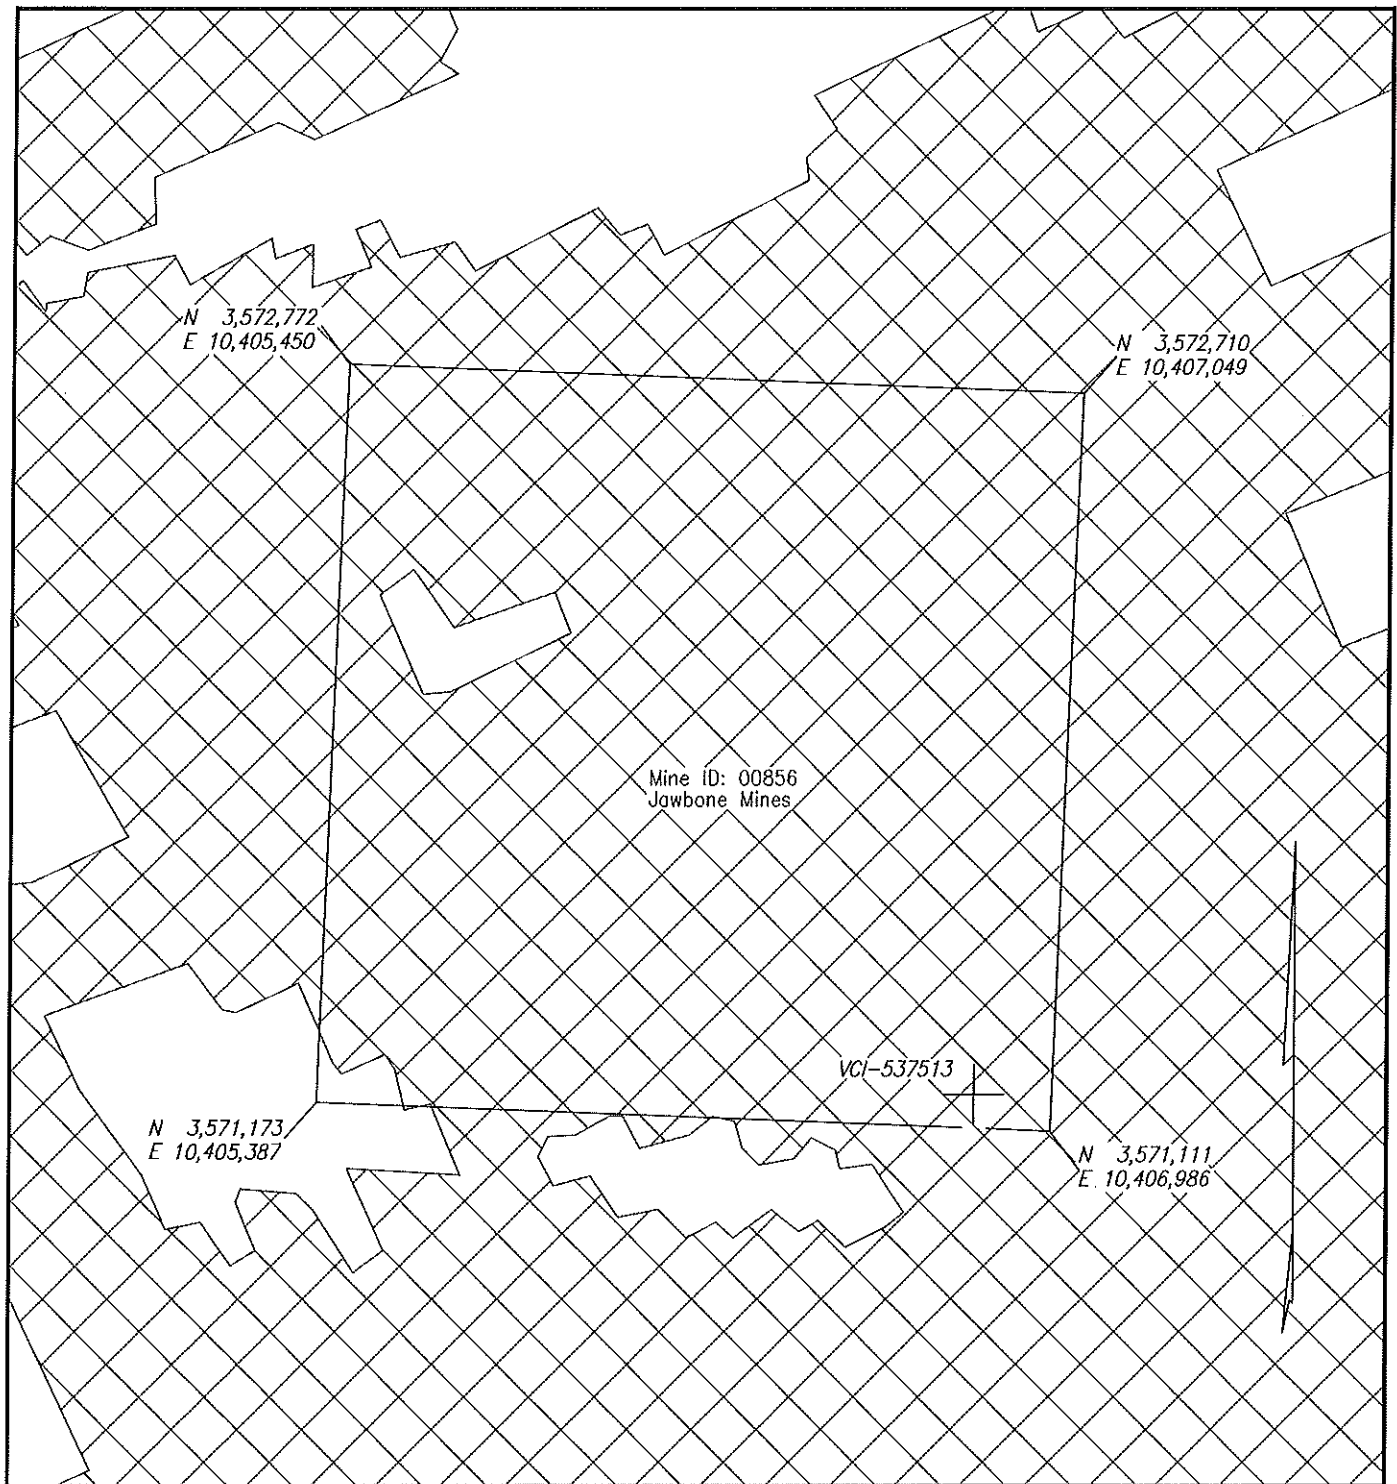 N 3,572,772
E 10,405,450
N 3,572,710
E 10,407,049
Mine ID: 00856
Jawbone Mines
VCI-537513
N 3,571,173
E 10,405,387
N 3,571,111
E 10,406,986